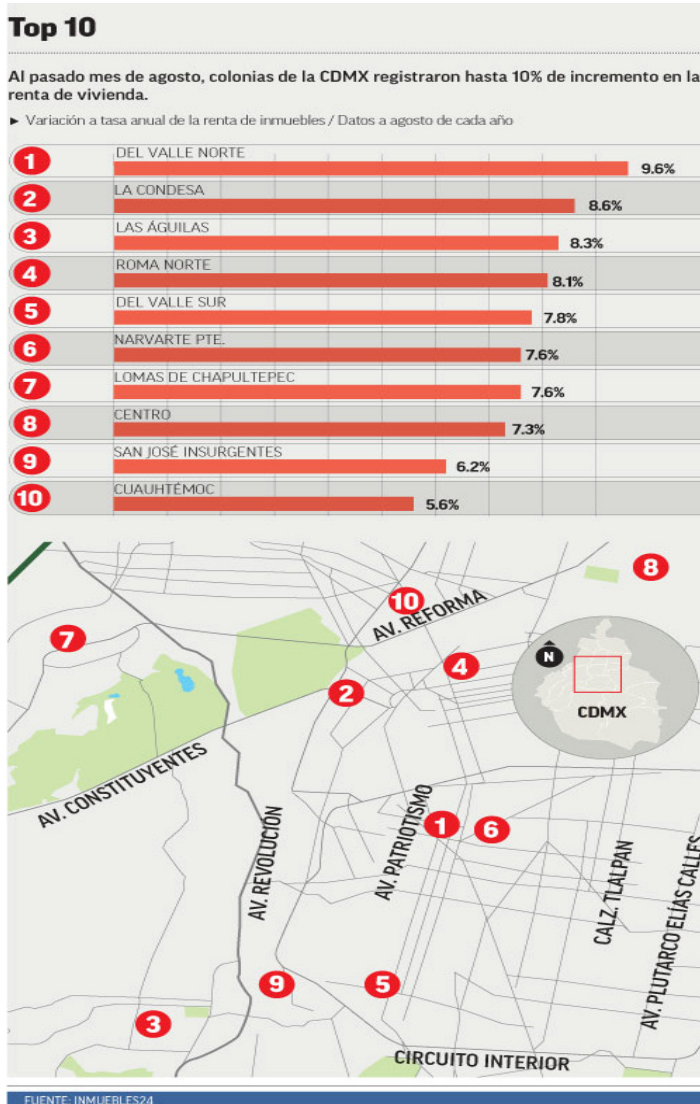 Top 10
Al pasado mes de agosto, colonias de la CDMX registraron hasta 10% de incremento en la
renta de vivienda.
► Variación a tasa anual de la renta de inmuebles / Datos a agosto de cada año
1 DEL VALLE NORTE 9.6%
2 LA CONDESA 8.6%
3 LAS ÁGUILAS 8.3%
4 ROMA NORTE 8.1%
5 DEL VALLE SUR 7.8%
6 NARVARTE PTE. 7.6%
7 LOMAS DE CHAPULTEPEC 7.6%
8 CENTRO 7.3%
9 SAN JOSÉ INSURGENTES 6.2%
10 CUAUHTÉMOC 5.6%
8
10
AV. REFORMA
7
4
N
2
CDMX
AV. CONSTITUYENTES
AV. REVOLUCIÓN
AV. PATRIOTISMO
1
6
CALZ. TLALPAN
AV. PLUTARCO ELÍAS CALLES
9
5
3
CIRCUITO INTERIOR
FUENTE: INMUEBLES24